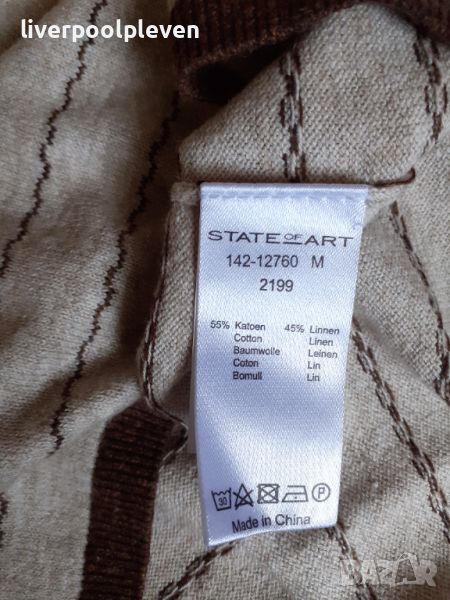 liverpoolpleven
STATE OF ART
142-12760 M
2199
55% Katoen 45% Linnen
Cotton Linen
Baumwolle Leinen
Coton Lin
Bomull Lin
30 P
Made in China
BAZAR